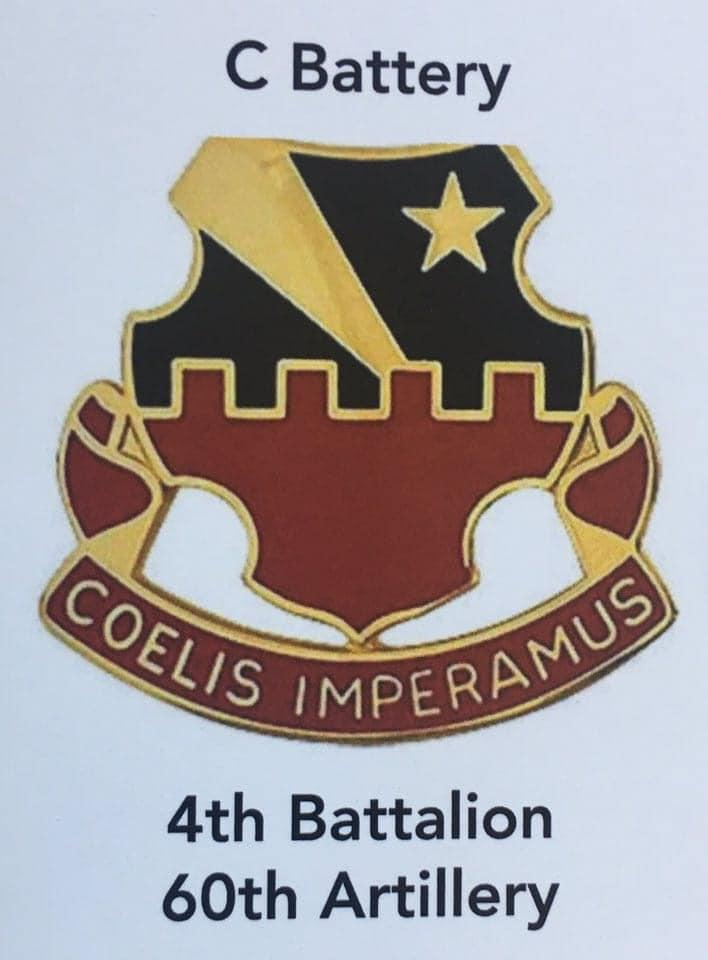 C Battery
COELIS IMPERAMUS
4th Battalion
60th Artillery